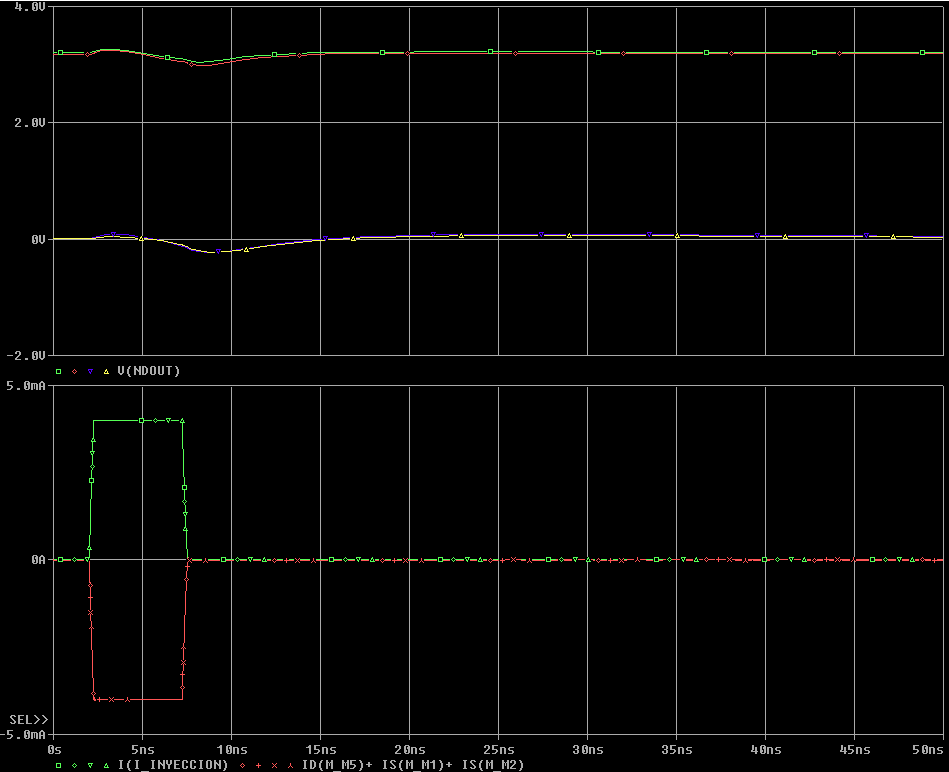 4.0V
2.0V
0V
-2.0V
V(NDOUT)
5.0mA
0A
SEL>>
-5.0mA
0s 5ns 10ns 15ns 20ns 25ns 30ns 35ns 40ns 45ns 50ns
I(I_INYECCION) ID(M_M5)+ IS(M_M1)+ IS(M_M2)